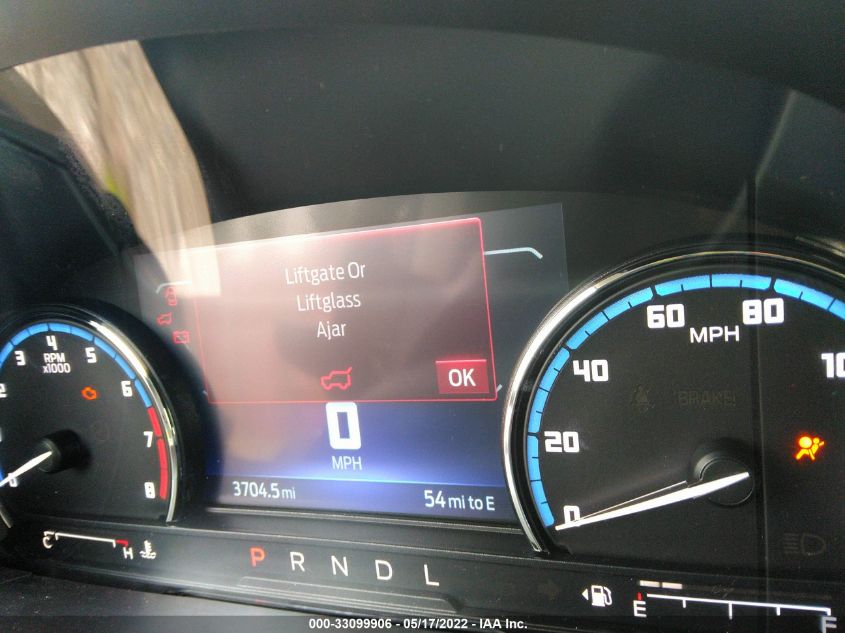 Liftgate Or
Liftglass
Ajar
OK
0
MPH
3704.5 mi
54 mi to E
2
3
4
5
6
7
8
RPM
x1000
0
20
40
60
80
10
MPH
BRAKE!
C
H
P R N D L
E
F
000-33099906 - 05/17/2022 - IAA Inc.